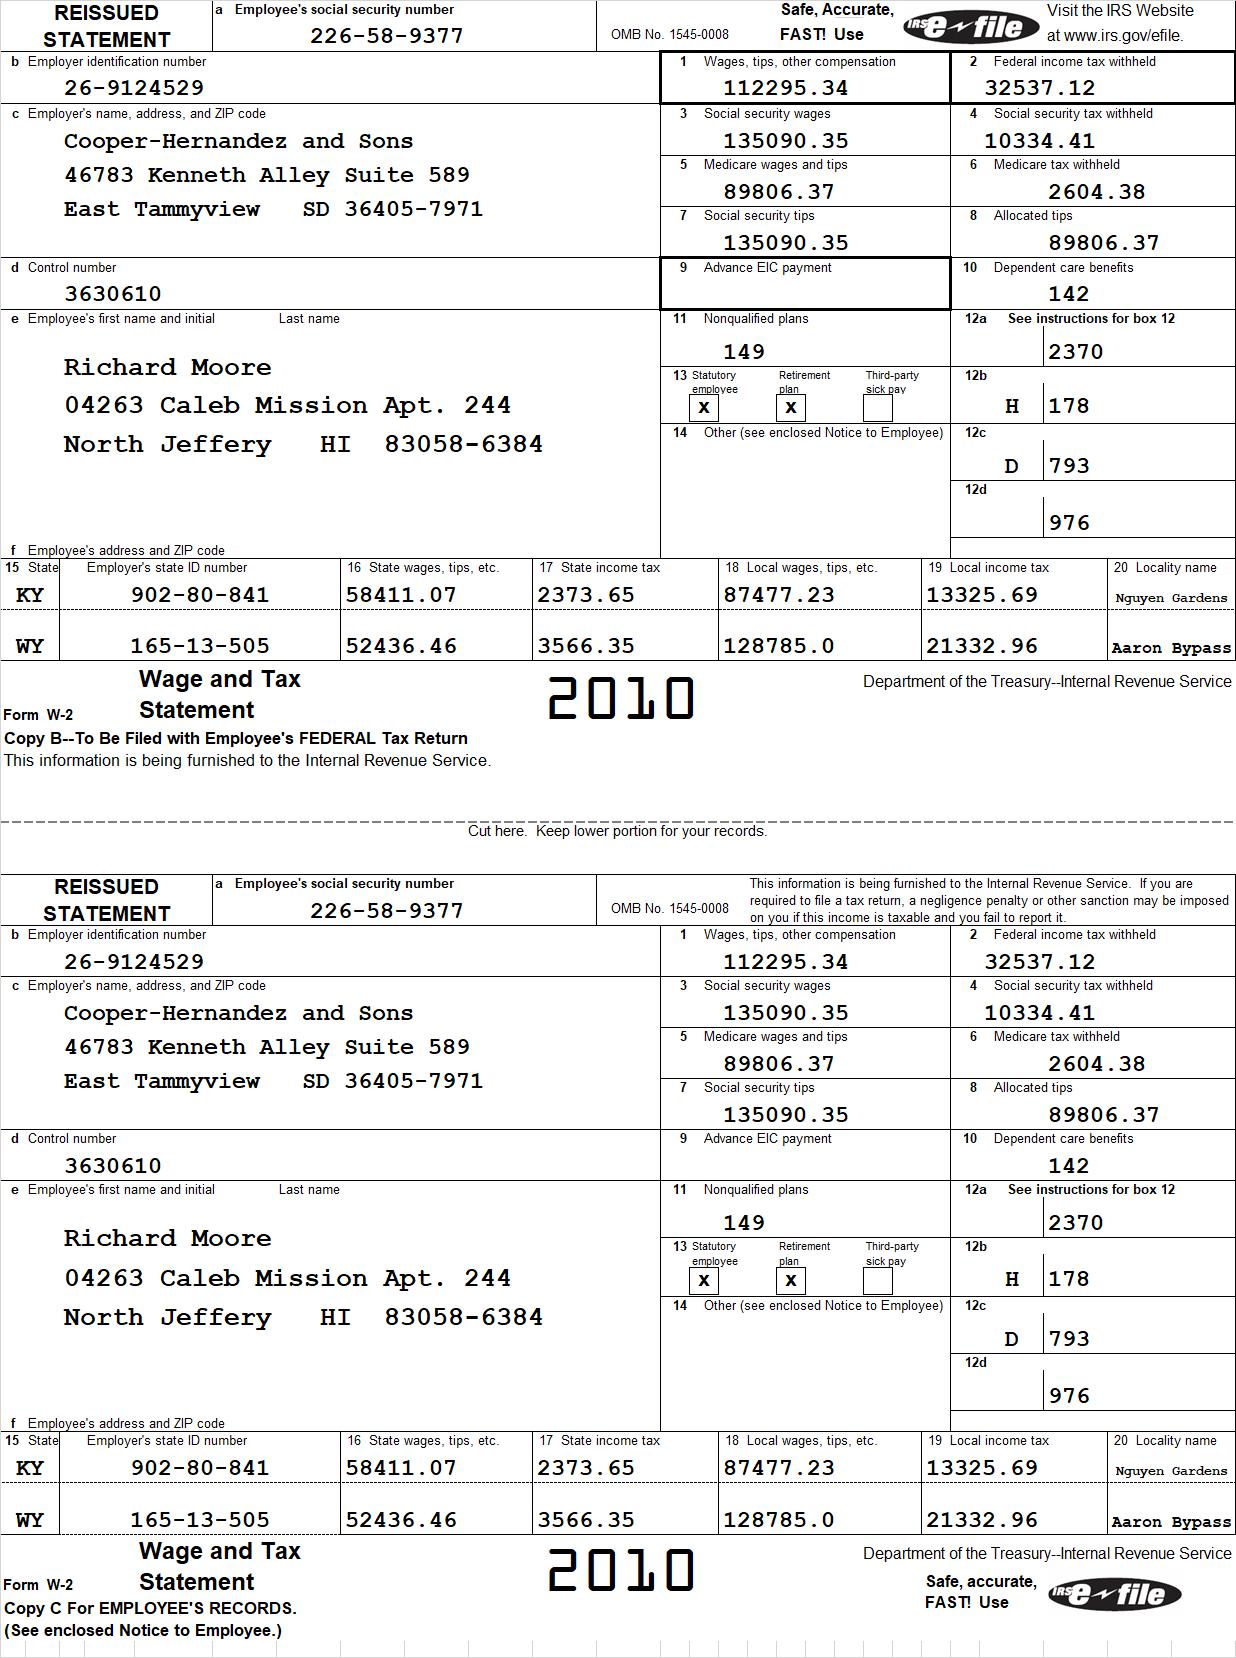 REISSUED STATEMENT
a Employee's social security number
226-58-9377
OMB No. 1545-0008
Safe, Accurate, FAST! Use
IRS e-file
Visit the IRS Website at www.irs.gov/efile.
b Employer identification number
26-9124529
1 Wages, tips, other compensation
112295.34
2 Federal income tax withheld
32537.12
c Employer's name, address, and ZIP code
Cooper-Hernandez and Sons
46783 Kenneth Alley Suite 589
East Tammyview SD 36405-7971
3 Social security wages
135090.35
4 Social security tax withheld
10334.41
5 Medicare wages and tips
89806.37
6 Medicare tax withheld
2604.38
7 Social security tips
135090.35
8 Allocated tips
89806.37
d Control number
3630610
9 Advance EIC payment
10 Dependent care benefits
142
e Employee's first name and initial Last name
Richard Moore
04263 Caleb Mission Apt. 244
North Jeffery HI 83058-6384
11 Nonqualified plans
149
12a See instructions for box 12
2370
13 Statutory employee Retirement plan Third-party sick pay
X X
12b
H 178
14 Other (see enclosed Notice to Employee)
12c
D 793
12d
976
f Employee's address and ZIP code
15 State Employer's state ID number 16 State wages, tips, etc. 17 State income tax 18 Local wages, tips, etc. 19 Local income tax 20 Locality name
KY 902-80-841 58411.07 2373.65 87477.23 13325.69 Nguyen Gardens
WY 165-13-505 52436.46 3566.35 128785.0 21332.96 Aaron Bypass
Form W-2 Wage and Tax Statement
2010
Department of the Treasury--Internal Revenue Service
Copy B--To Be Filed with Employee's FEDERAL Tax Return
This information is being furnished to the Internal Revenue Service.
Cut here. Keep lower portion for your records.
REISSUED STATEMENT
a Employee's social security number
226-58-9377
OMB No. 1545-0008
This information is being furnished to the Internal Revenue Service. If you are
required to file a tax return, a negligence penalty or other sanction may be imposed
on you if this income is taxable and you fail to report it.
b Employer identification number
26-9124529
1 Wages, tips, other compensation
112295.34
2 Federal income tax withheld
32537.12
c Employer's name, address, and ZIP code
Cooper-Hernandez and Sons
46783 Kenneth Alley Suite 589
East Tammyview SD 36405-7971
3 Social security wages
135090.35
4 Social security tax withheld
10334.41
5 Medicare wages and tips
89806.37
6 Medicare tax withheld
2604.38
7 Social security tips
135090.35
8 Allocated tips
89806.37
d Control number
3630610
9 Advance EIC payment
10 Dependent care benefits
142
e Employee's first name and initial Last name
Richard Moore
04263 Caleb Mission Apt. 244
North Jeffery HI 83058-6384
11 Nonqualified plans
149
12a See instructions for box 12
2370
13 Statutory employee Retirement plan Third-party sick pay
X X
12b
H 178
14 Other (see enclosed Notice to Employee)
12c
D 793
12d
976
f Employee's address and ZIP code
15 State Employer's state ID number 16 State wages, tips, etc. 17 State income tax 18 Local wages, tips, etc. 19 Local income tax 20 Locality name
KY 902-80-841 58411.07 2373.65 87477.23 13325.69 Nguyen Gardens
WY 165-13-505 52436.46 3566.35 128785.0 21332.96 Aaron Bypass
Form W-2 Wage and Tax Statement
2010
Department of the Treasury--Internal Revenue Service
Safe, accurate, FAST! Use
IRS e-file
Copy C For EMPLOYEE'S RECORDS.
(See enclosed Notice to Employee.)